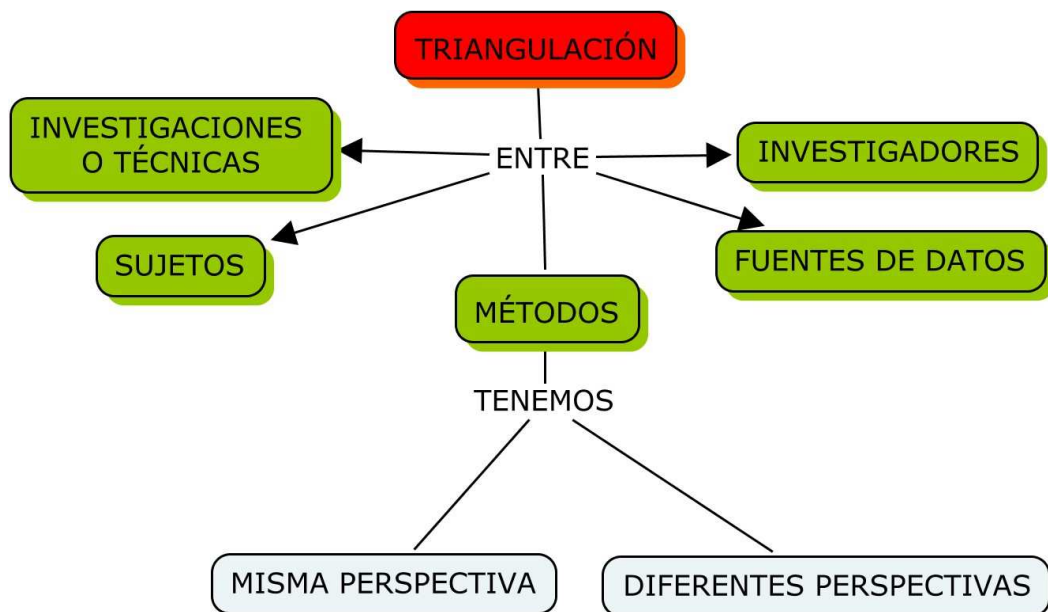 TRIANGULACIÓN
INVESTIGACIONES
O TÉCNICAS
ENTRE
INVESTIGADORES
SUJETOS
FUENTES DE DATOS
MÉTODOS
TENEMOS
MISMA PERSPECTIVA
DIFERENTES PERSPECTIVAS